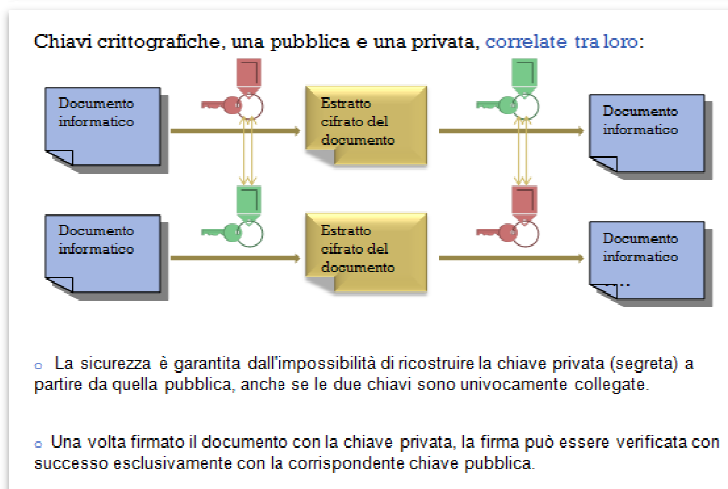 Chiavi crittografiche, una pubblica e una privata, correlate tra loro:
Documento
informatico
Estratto
cifrato del
documento
Documento
informatico
Documento
informatico
Estratto
cifrato del
documento
Documento
informatico
....
o La sicurezza è garantita dall'impossibilità di ricostruire la chiave privata (segreta) a
partire da quella pubblica, anche se le due chiavi sono univocamente collegate.
o Una volta firmato il documento con la chiave privata, la firma può essere verificata con
successo esclusivamente con la corrispondente chiave pubblica.